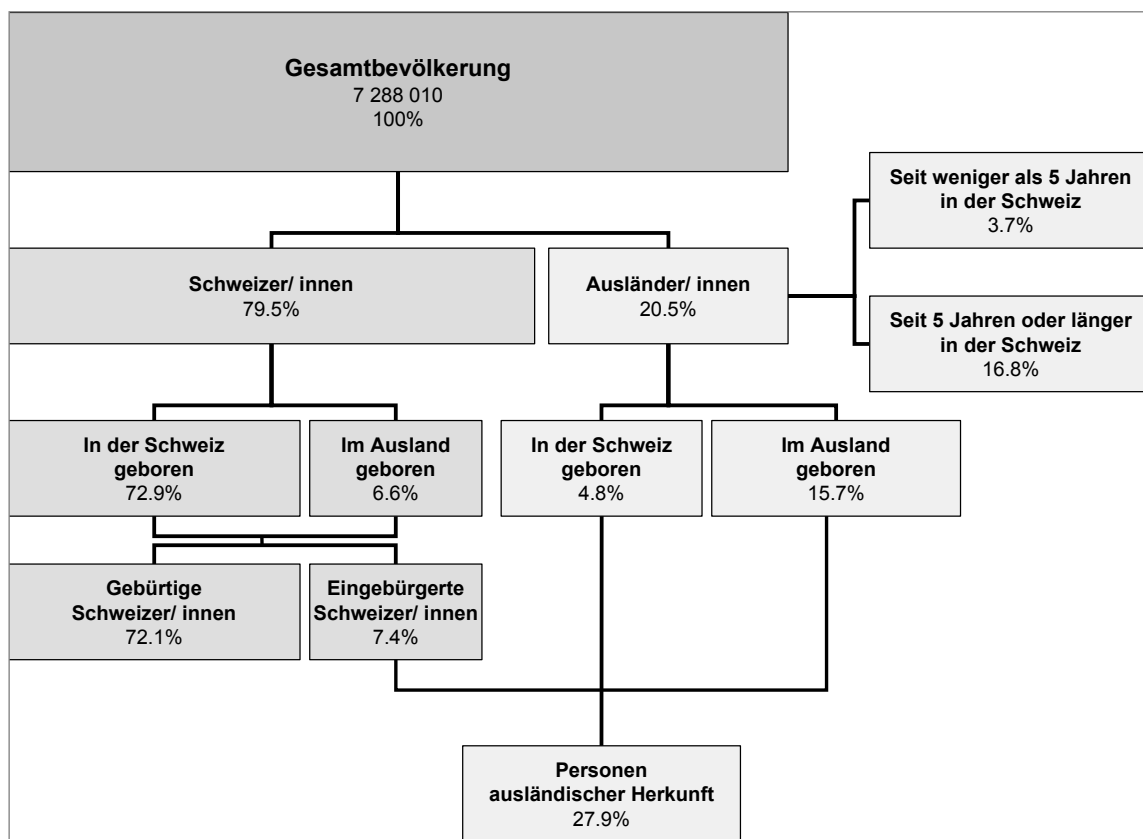 Gesamtbevölkerung
7 288 010
100%
Seit weniger als 5 Jahren
in der Schweiz
3.7%
Schweizer/ innen
79.5%
Ausländer/ innen
20.5%
Seit 5 Jahren oder länger
in der Schweiz
16.8%
In der Schweiz
geboren
72.9%
Im Ausland
geboren
6.6%
In der Schweiz
geboren
4.8%
Im Ausland
geboren
15.7%
Gebürtige
Schweizer/ innen
72.1%
Eingebürgerte
Schweizer/ innen
7.4%
Personen
ausländischer Herkunft
27.9%